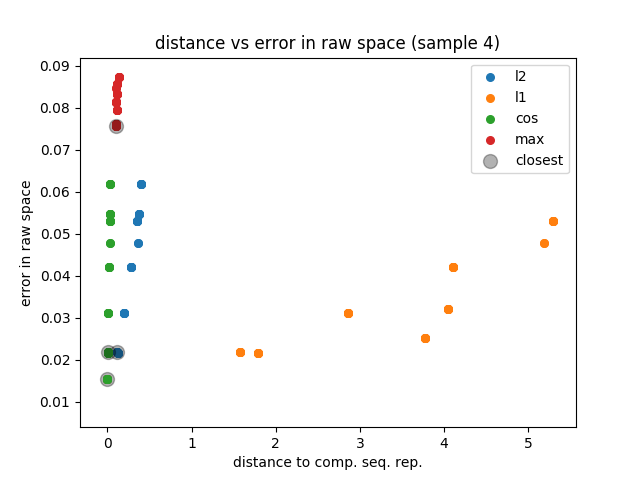 distance vs error in raw space (sample 4)
error in raw space
0.09
0.08
0.07
0.06
0.05
0.04
0.03
0.02
0.01
l2
l1
cos
max
closest
0 1 2 3 4 5
distance to comp. seq. rep.